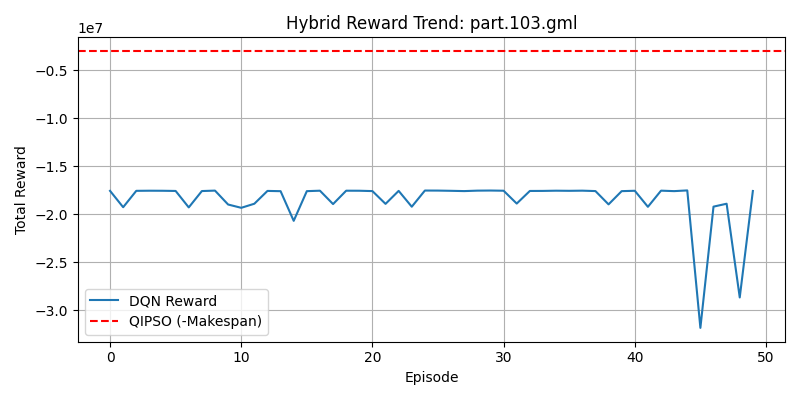 Hybrid Reward Trend: part.103.gml
1e7
−0.5
−1.0
−1.5
−2.0
−2.5
−3.0
Total Reward
DQN Reward
QIPSO (-Makespan)
0 10 20 30 40 50
Episode